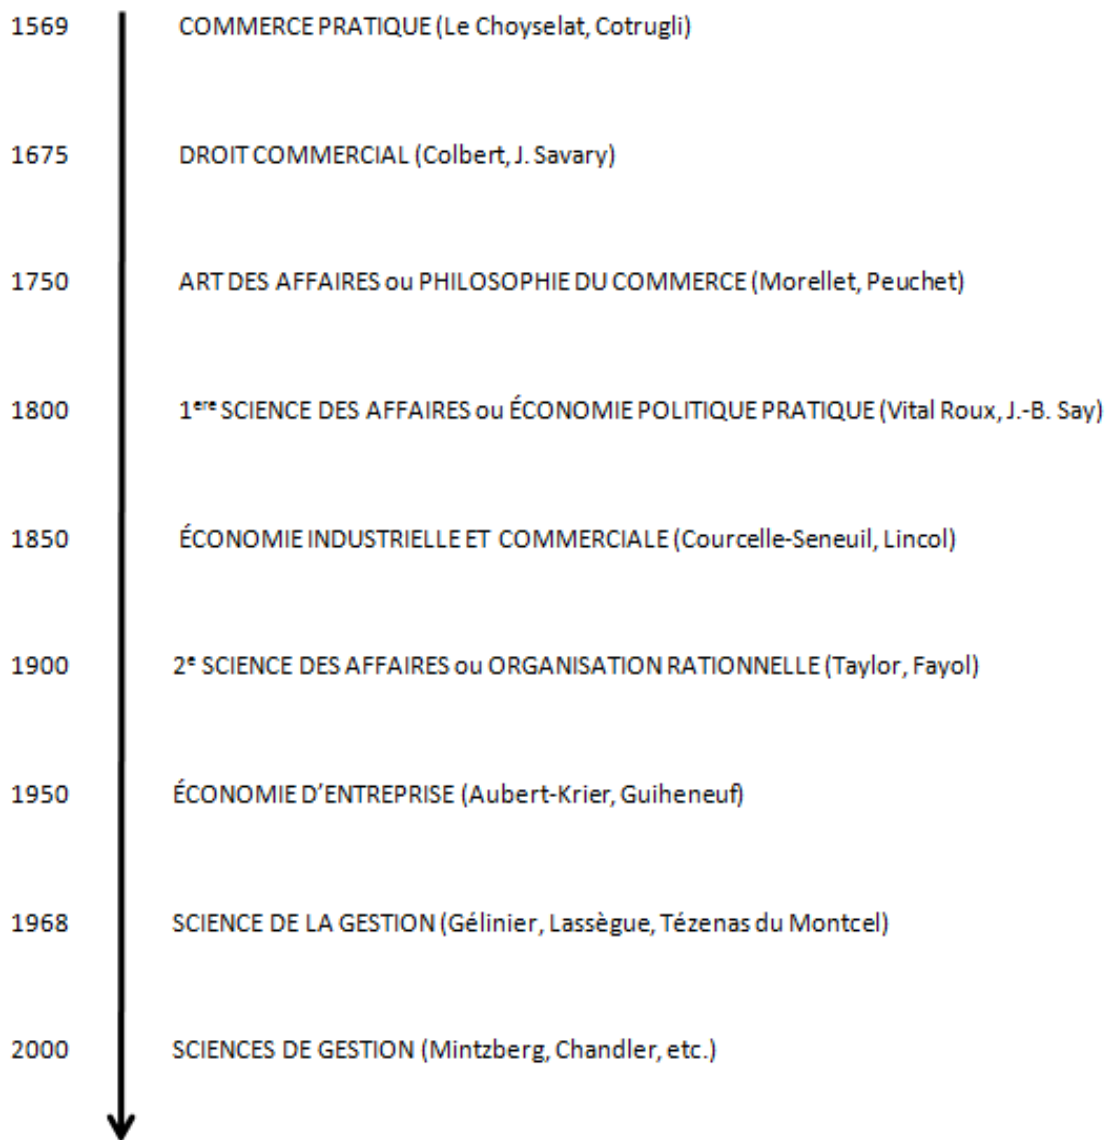 1569 COMMERCE PRATIQUE (Le Choyselat, Cotrugli)
1675 DROIT COMMERCIAL (Colbert, J. Savary)
1750 ART DES AFFAIRES ou PHILOSOPHIE DU COMMERCE (Morellet, Peuchet)
1800 1ere SCIENCE DES AFFAIRES ou ÉCONOMIE POLITIQUE PRATIQUE (Vital Roux, J.-B. Say)
1850 ÉCONOMIE INDUSTRIELLE ET COMMERCIALE (Courcelle-Seneuil, Lincol)
1900 2e SCIENCE DES AFFAIRES ou ORGANISATION RATIONNELLE (Taylor, Fayol)
1950 ÉCONOMIE D'ENTREPRISE (Aubert-Krier, Guiheneuf)
1968 SCIENCE DE LA GESTION (Gélinier, Lassègue, Tézenas du Montcel)
2000 SCIENCES DE GESTION (Mintzberg, Chandler, etc.)